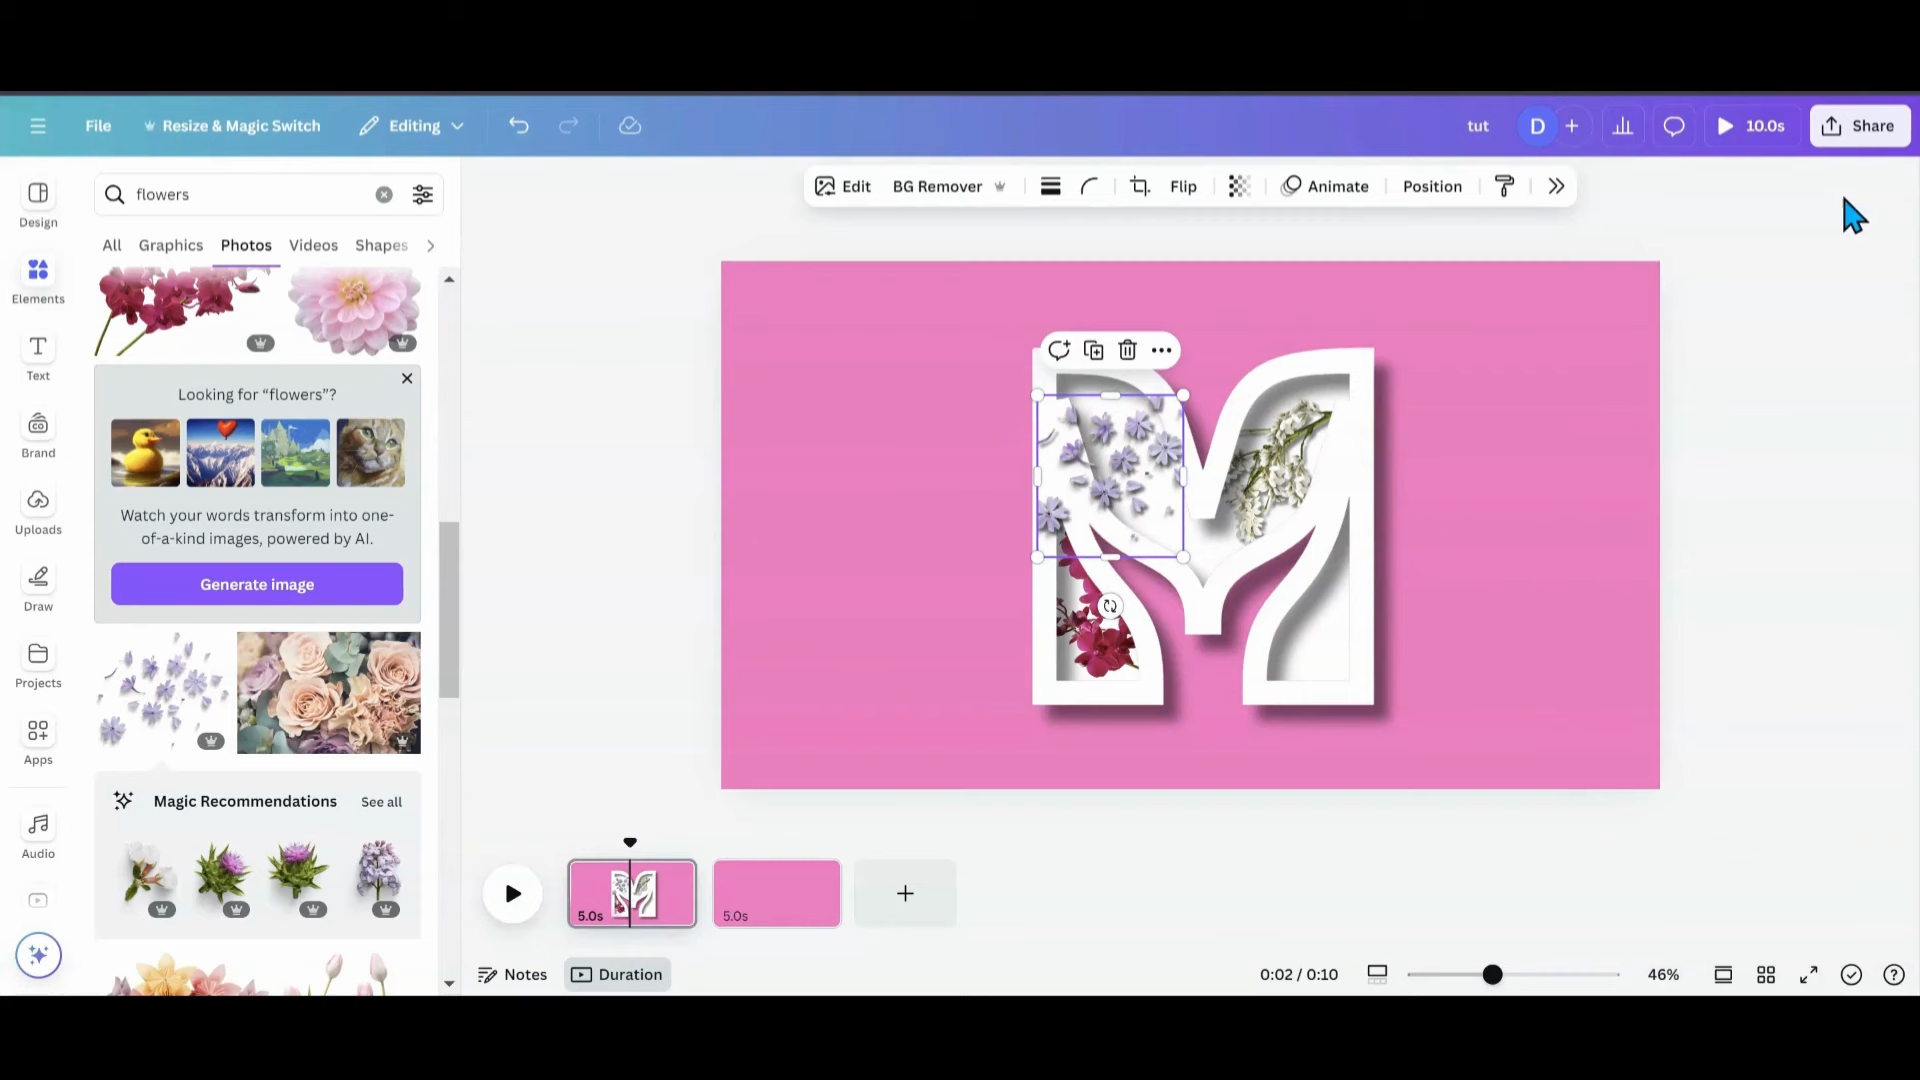 File
Resize & Magic Switch
Editing
tut
D
10.0s
Share
Design
Elements
Text
Brand
Uploads
Draw
Projects
Apps
Audio
flowers
All
Graphics
Photos
Videos
Shapes
Looking for “flowers”?
Watch your words transform into one-
of-a-kind images, powered by AI.
Generate image
Magic Recommendations
See all
Edit
BG Remover
Flip
Animate
Position
5.0s
5.0s
Notes
Duration
0:02 / 0:10
46%